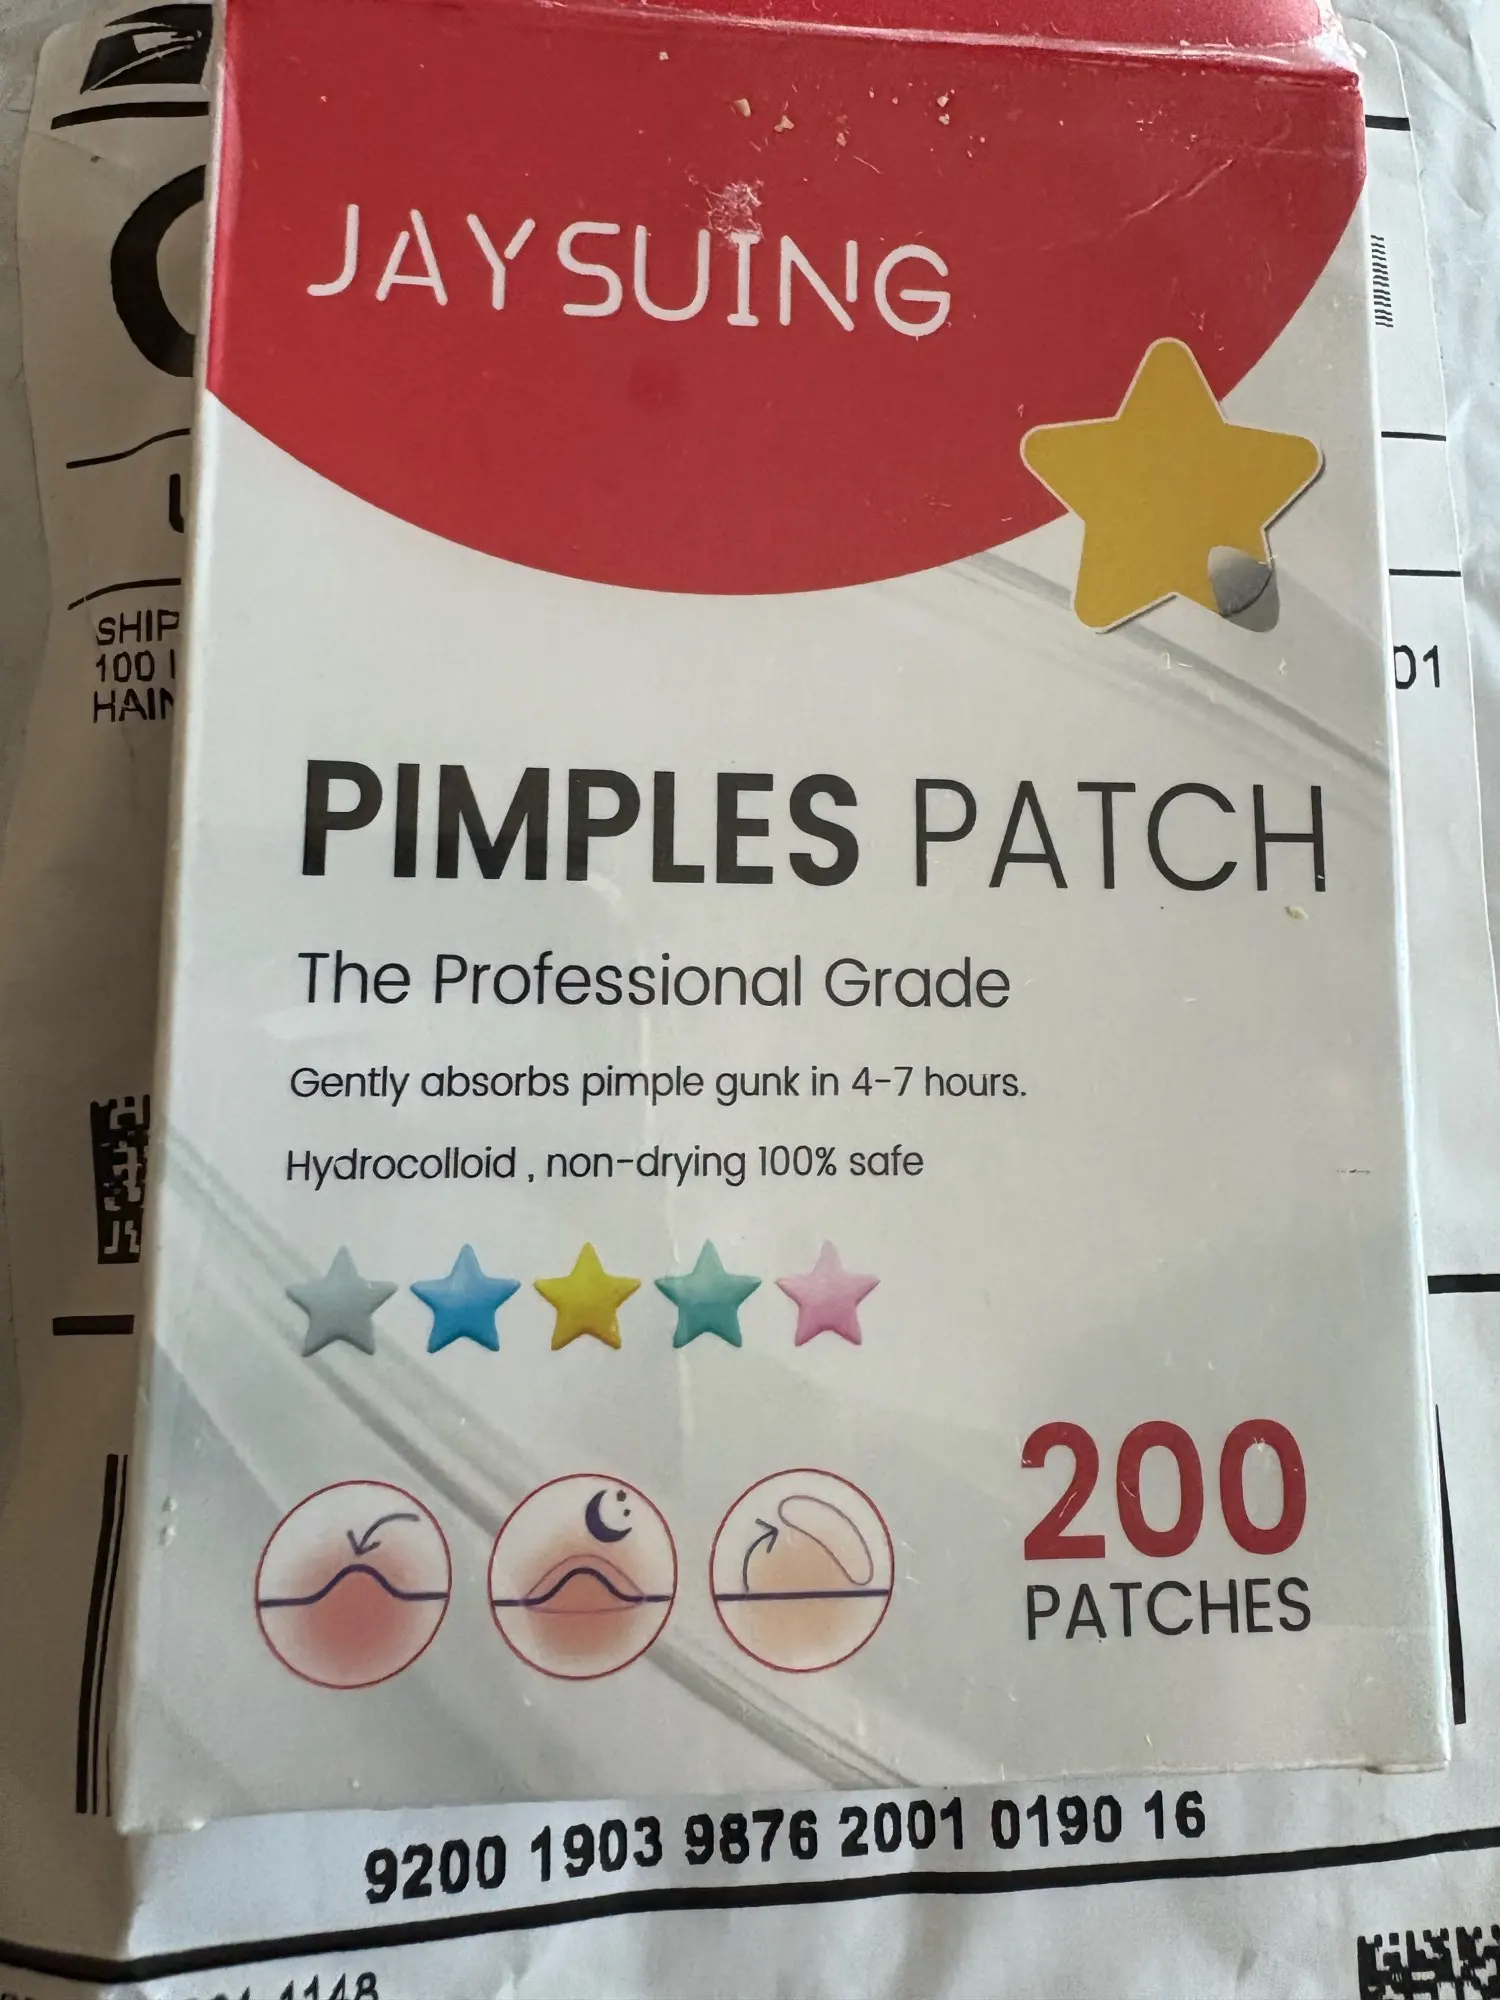 JAYSUING
PIMPLES PATCH
The Professional Grade
Gently absorbs pimple gunk in 4-7 hours.
Hydrocolloid , non-drying 100% safe
200
PATCHES
SHIP
100
01
9200 1903 9876 2001 0190 16
1148